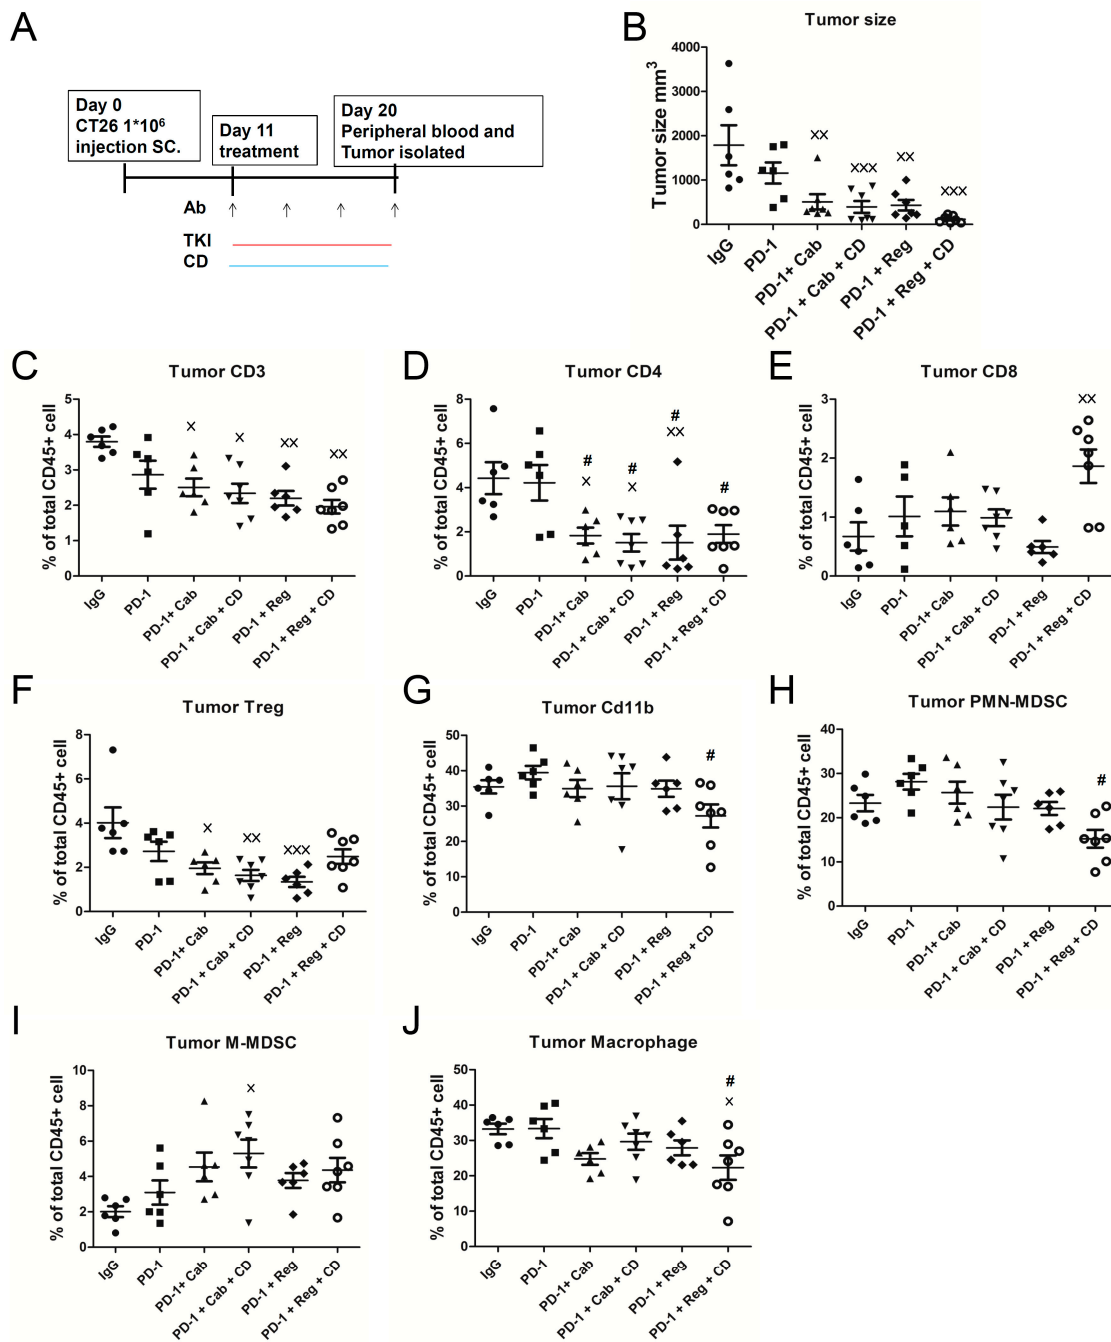 A
Day 0
CT26 1*10⁶
injection SC.
Day 11
treatment
Day 20
Peripheral blood and
Tumor isolated
Ab
TKI
CD
B
Tumor size
Tumor size mm³
4000
3000
2000
1000
0
XX
XXX
XX
XXX
IgG
PD-1
PD-1+ Cab
PD-1 + Cab + CD
PD-1 + Reg
PD-1 + Reg + CD
C
Tumor CD3
% of total CD45+ cell
5
4
3
2
1
0
X
X
XX
XX
IgG
PD-1
PD-1+ Cab
PD-1 + Cab + CD
PD-1 + Reg
PD-1 + Reg + CD
D
Tumor CD4
% of total CD45+ cell
8
6
4
2
0
#
X
#
X
#
XX
#
IgG
PD-1
PD-1+ Cab
PD-1 + Cab + CD
PD-1 + Reg
PD-1 + Reg + CD
E
Tumor CD8
% of total CD45+ cell
3
2
1
0
XX
IgG
PD-1
PD-1+ Cab
PD-1 + Cab + CD
PD-1 + Reg
PD-1 + Reg + CD
F
Tumor Treg
% of total CD45+ cell
8
6
4
2
0
X
XX
XXX
IgG
PD-1
PD-1+ Cab
PD-1 + Cab + CD
PD-1 + Reg
PD-1 + Reg + CD
G
Tumor Cd11b
% of total CD45+ cell
50
40
30
20
10
0
#
IgG
PD-1
PD-1+ Cab
PD-1 + Cab + CD
PD-1 + Reg
PD-1 + Reg + CD
H
Tumor PMN-MDSC
% of total CD45+ cell
40
30
20
10
0
#
IgG
PD-1
PD-1+ Cab
PD-1 + Cab + CD
PD-1 + Reg
PD-1 + Reg + CD
I
Tumor M-MDSC
% of total CD45+ cell
10
8
6
4
2
0
X
IgG
PD-1
PD-1+ Cab
PD-1 + Cab + CD
PD-1 + Reg
PD-1 + Reg + CD
J
Tumor Macrophage
% of total CD45+ cell
50
40
30
20
10
0
#
X
IgG
PD-1
PD-1+ Cab
PD-1 + Cab + CD
PD-1 + Reg
PD-1 + Reg + CD